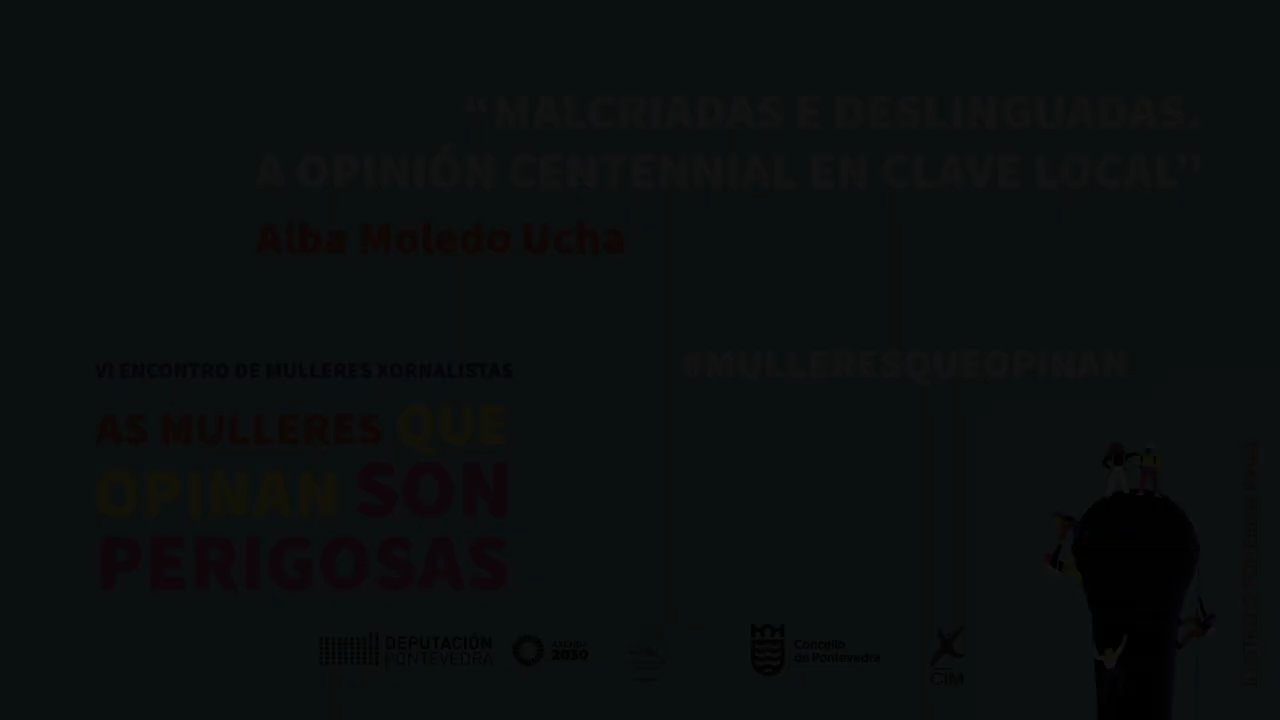 “MALCRIADAS E DESLINGUADAS.
A OPINIÓN CENTENNIAL EN CLAVE LOCAL”
Alba Moledo Ucha
#MULLERESQUEOPINAN
VI ENCONTRO DE MULLERES XORNALISTAS
AS MULLERES QUE
OPINAN SON
PERIGOSAS
DEPUTACIÓN
PONTEVEDRA
AXENDA
2030
Concello
de Pontevedra
CIM